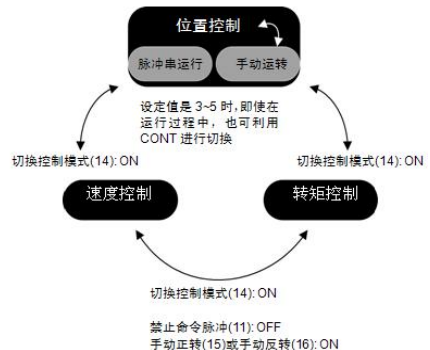 位置控制
脉冲串运行
手动运转
设定值是 3~5 时,即使在
运行过程中，也可利用
CONT 进行切换
切换控制模式(14): ON
切换控制模式(14): ON
速度控制
转矩控制
切换控制模式(14): ON
禁止命令脉冲(11): OFF
手动正转(15)或手动反转(16): ON